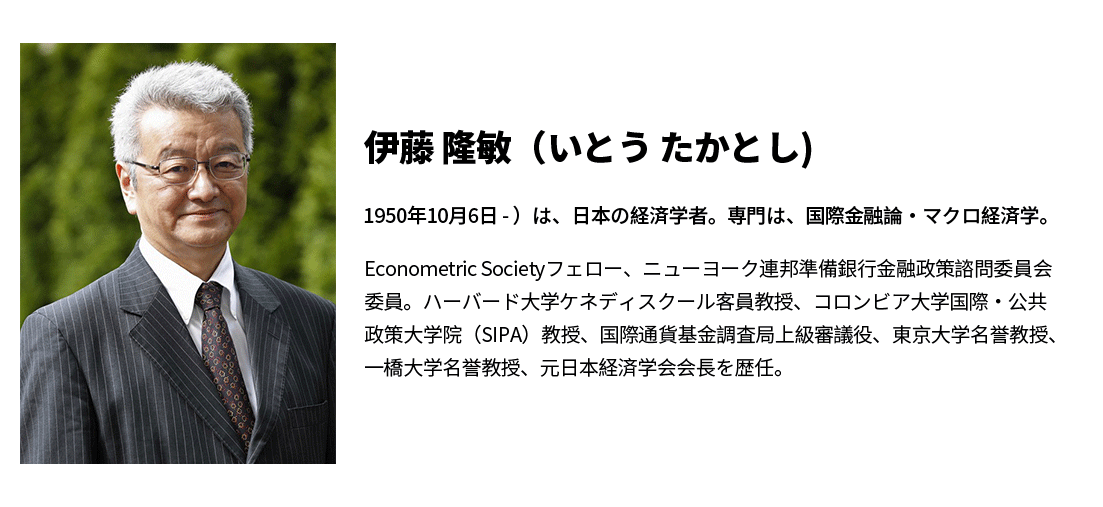 伊藤 隆敏（いとう たかとし)
1950年10月6日 - ）は、日本の経済学者。専門は、国際金融論・マクロ経済学。
Econometric Societyフェロー、ニューヨーク連邦準備銀行金融政策諮問委員会
委員。ハーバード大学ケネディスクール客員教授、コロンビア大学国際・公共
政策大学院（SIPA）教授、国際通貨基金調査局上級審議役、東京大学名誉教授、
一橋大学名誉教授、元日本経済学会会長を歴任。